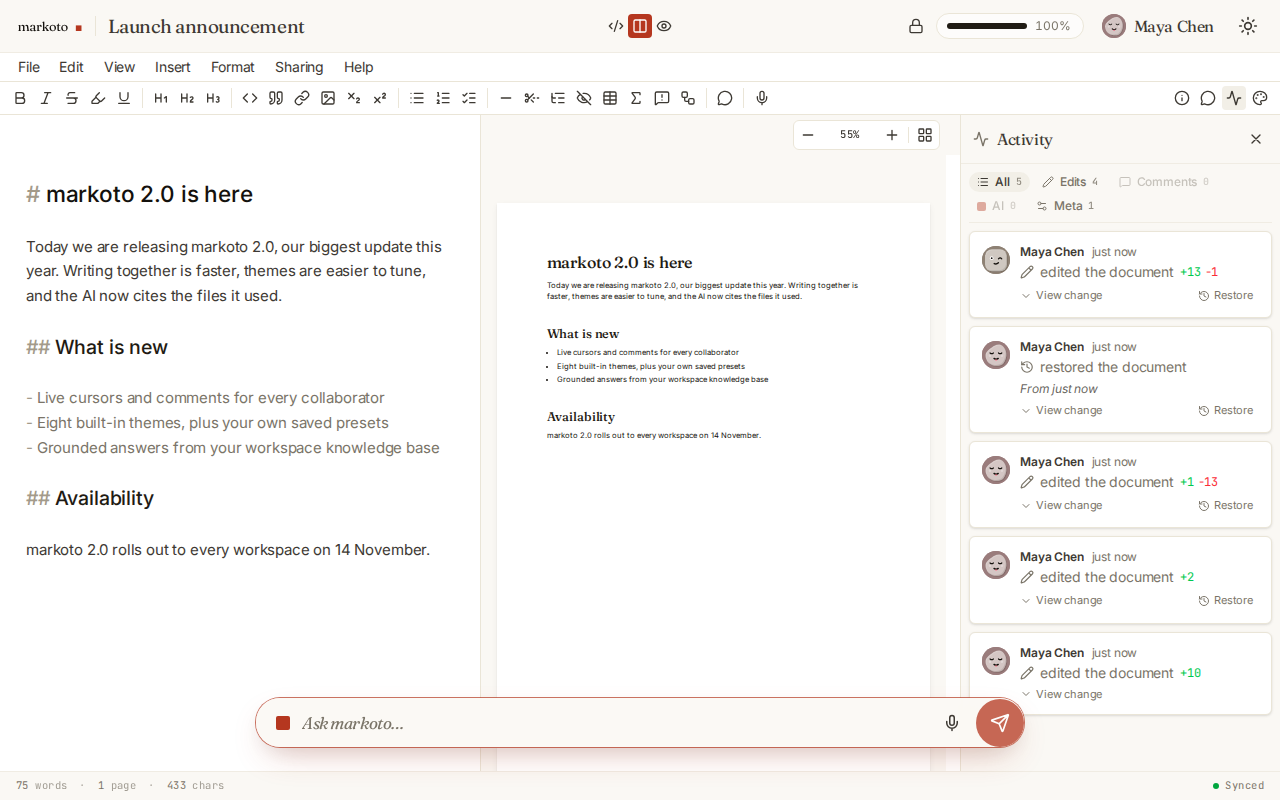 markoto
Launch announcement
100%
Maya Chen
File Edit View Insert Format Sharing Help
H1 H2 H3
55%
# markoto 2.0 is here
Today we are releasing markoto 2.0, our biggest update this
year. Writing together is faster, themes are easier to tune,
and the AI now cites the files it used.
## What is new
- Live cursors and comments for every collaborator
- Eight built-in themes, plus your own saved presets
- Grounded answers from your workspace knowledge base
## Availability
markoto 2.0 rolls out to every workspace on 14 November.
markoto 2.0 is here
Today we are releasing markoto 2.0, our biggest update this year. Writing together is
faster, themes are easier to tune, and the AI now cites the files it used.
What is new
• Live cursors and comments for every collaborator
• Eight built-in themes, plus your own saved presets
• Grounded answers from your workspace knowledge base
Availability
markoto 2.0 rolls out to every workspace on 14 November.
Activity
All 5 Edits 4 Comments 0
AI 0 Meta 1
Maya Chen just now
edited the document +13 -1
View change Restore
Maya Chen just now
restored the document
From just now
View change Restore
Maya Chen just now
edited the document +1 -13
View change Restore
Maya Chen just now
edited the document +2
View change Restore
Maya Chen just now
edited the document +10
View change
Ask markoto...
75 words · 1 page · 433 chars
Synced